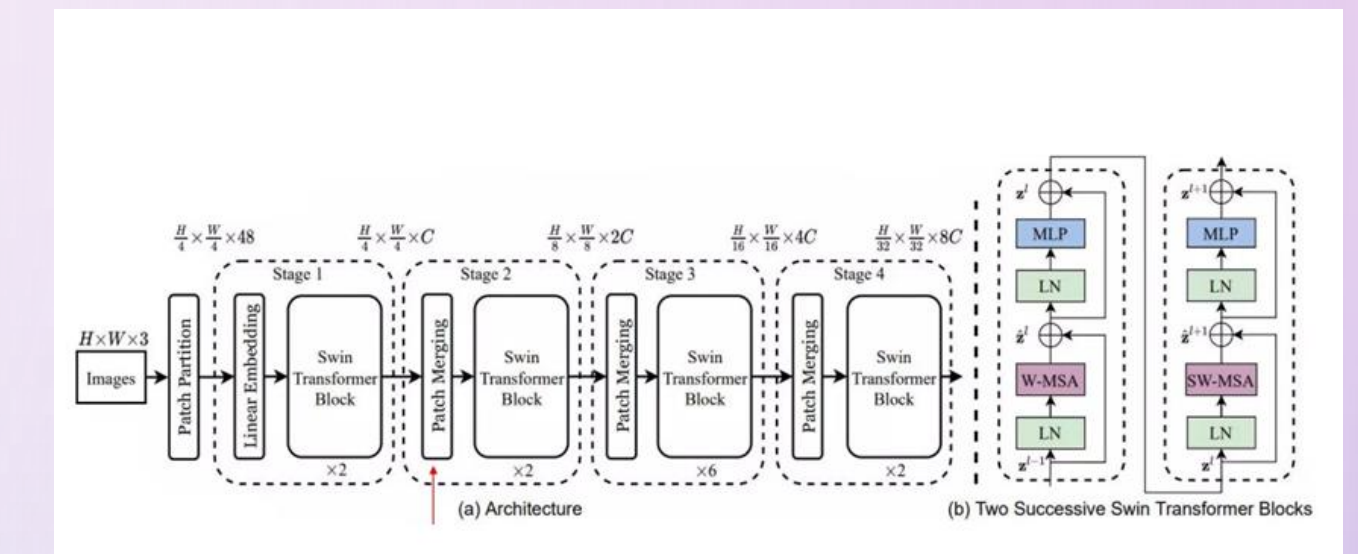 H/4 × W/4 × 48
H/4 × W/4 × C
H/8 × W/8 × 2C
H/16 × W/16 × 4C
H/32 × W/32 × 8C
Stage 1
Stage 2
Stage 3
Stage 4
H×W×3
Images
Patch Partition
Linear Embedding
Swin
Transformer
Block
×2
Patch Merging
Swin
Transformer
Block
×2
Patch Merging
Swin
Transformer
Block
×6
Patch Merging
Swin
Transformer
Block
×2
(a) Architecture
z^l
MLP
LN
ẑ^l
W-MSA
LN
z^{l-1}
z^{l+1}
MLP
LN
ẑ^{l+1}
SW-MSA
LN
z^l
(b) Two Successive Swin Transformer Blocks